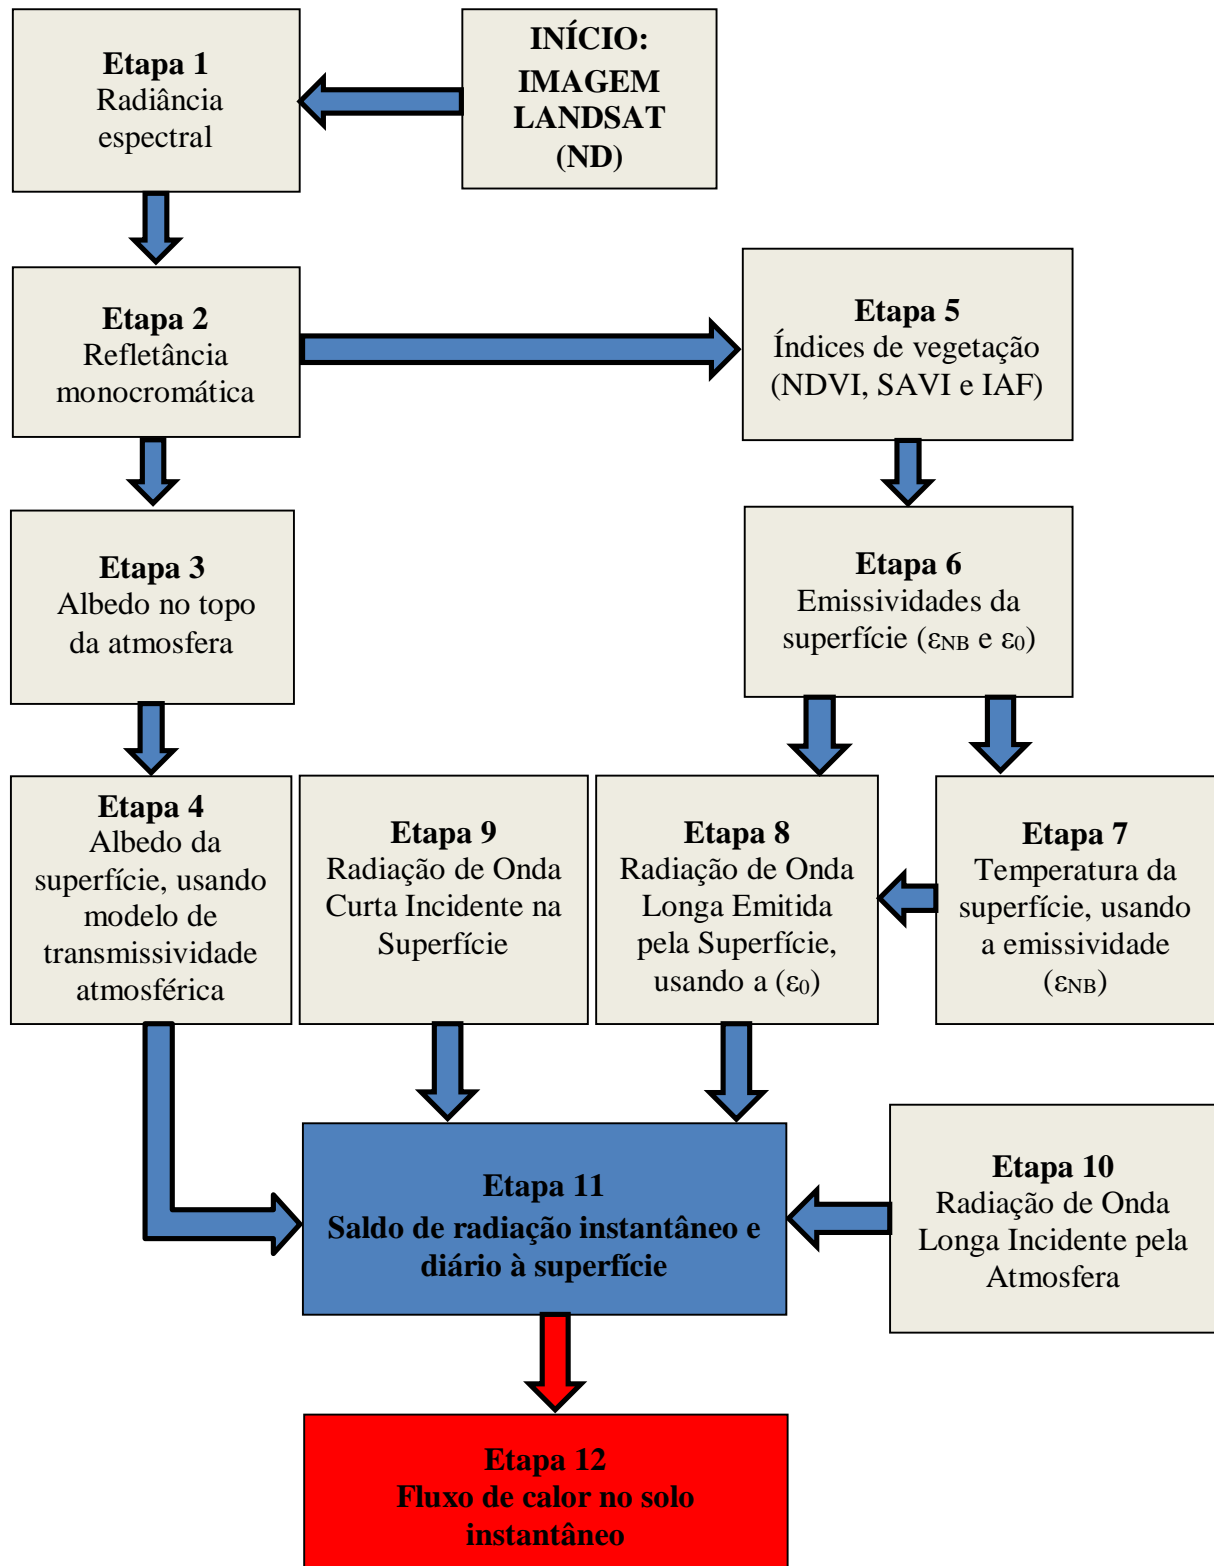 INÍCIO:
IMAGEM
LANDSAT
(ND)
Etapa 1
Radiância
espectral
Etapa 2
Refletância
monocromática
Etapa 5
Índices de vegetação
(NDVI, SAVI e IAF)
Etapa 3
Albedo no topo
da atmosfera
Etapa 6
Emissividades da
superfície (εNB e ε0)
Etapa 4
Albedo da
superfície, usando
modelo de
transmissividade
atmosférica
Etapa 9
Radiação de Onda
Curta Incidente na
Superfície
Etapa 8
Radiação de Onda
Longa Emitida
pela Superfície,
usando a (ε0)
Etapa 7
Temperatura da
superfície, usando
a emissividade
(εNB)
Etapa 10
Radiação de Onda
Longa Incidente pela
Atmosfera
Etapa 11
Saldo de radiação instantâneo e
diário à superfície
Etapa 12
Fluxo de calor no solo
instantâneo